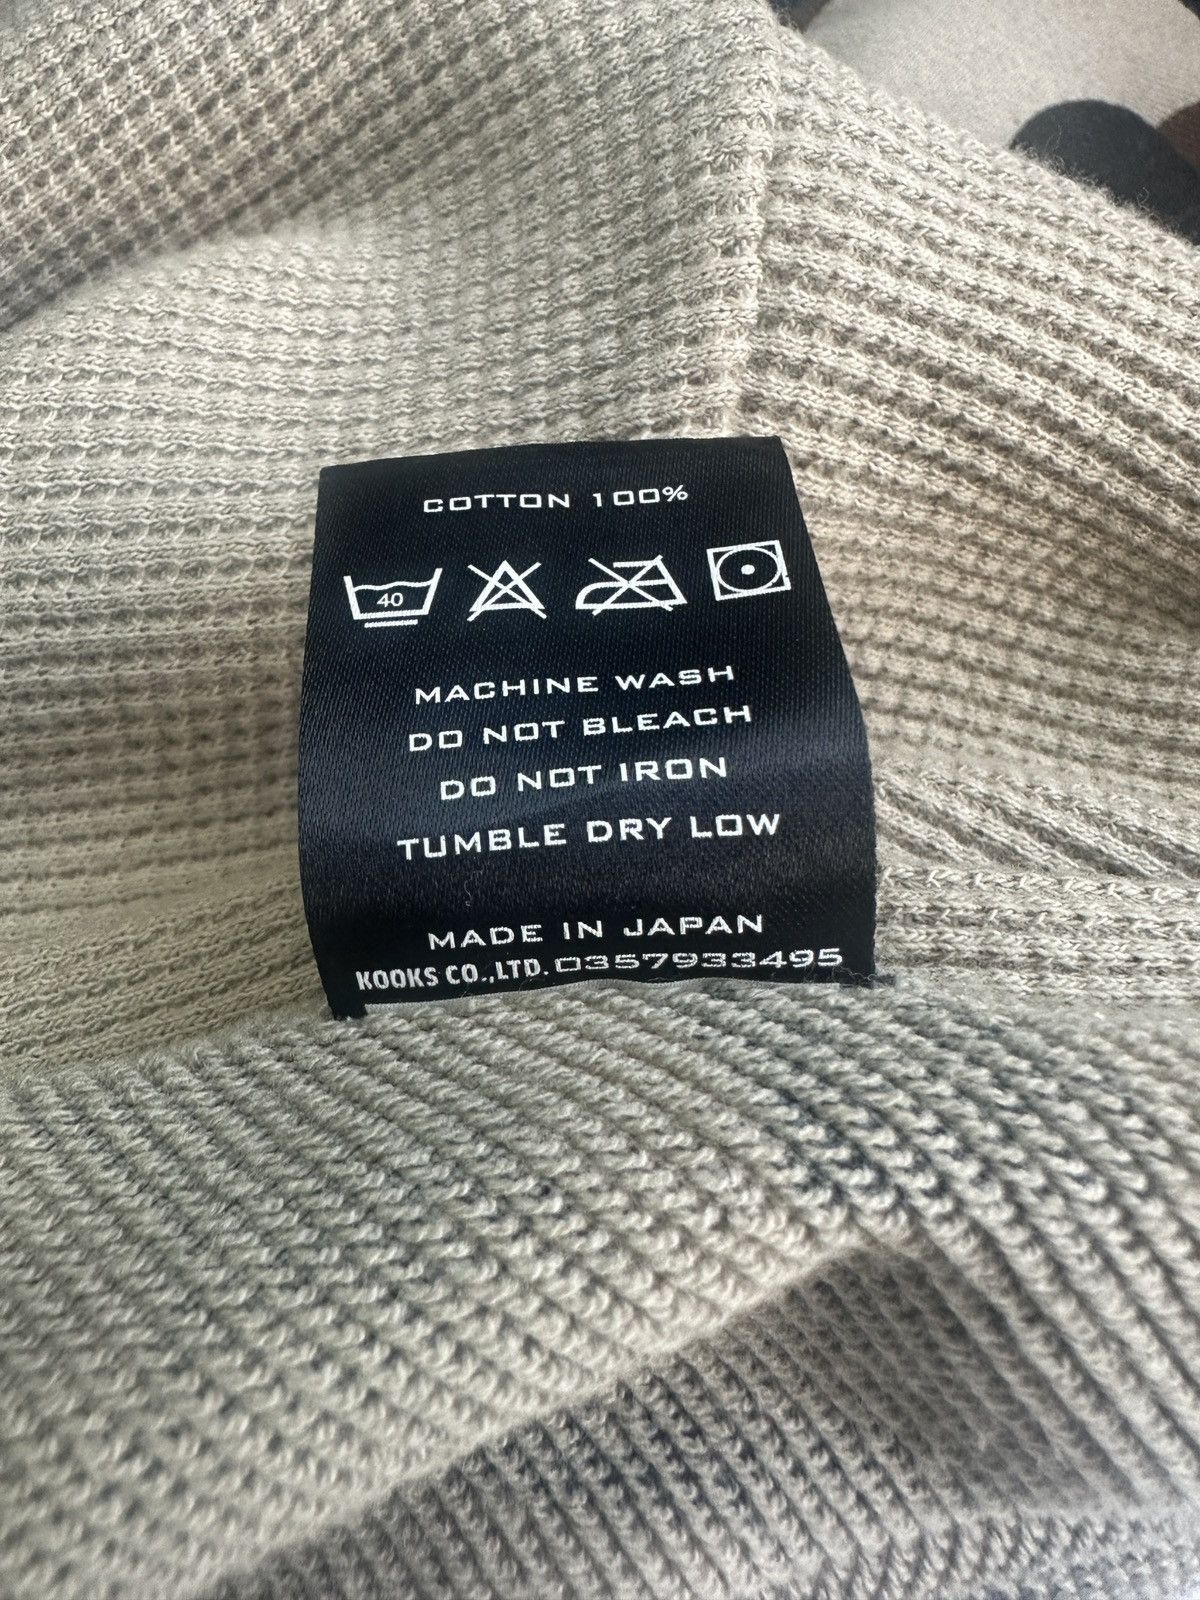 COTTON 100%
40
MACHINE WASH
DO NOT BLEACH
DO NOT IRON
TUMBLE DRY LOW
MADE IN JAPAN
KOOKS CO.,LTD. 0357933495